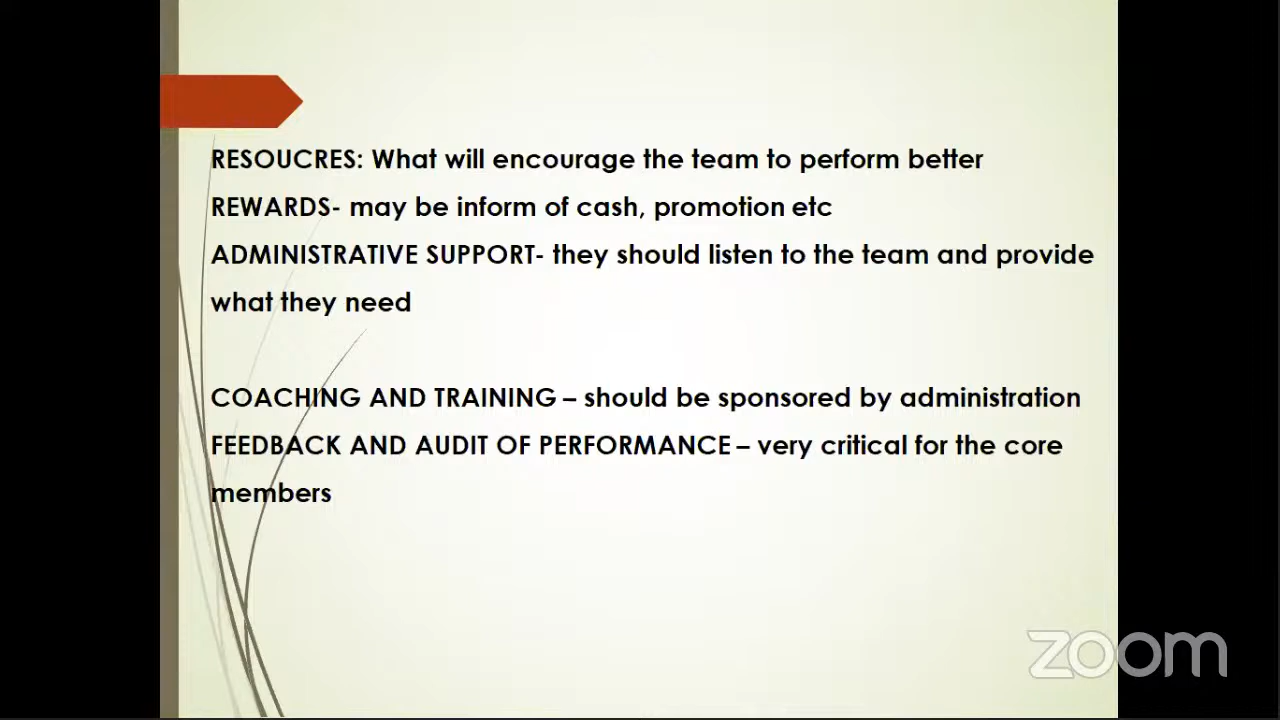 RESOUCRES: What will encourage the team to perform better
REWARDS- may be inform of cash, promotion etc
ADMINISTRATIVE SUPPORT- they should listen to the team and provide
what they need
COACHING AND TRAINING – should be sponsored by administration
FEEDBACK AND AUDIT OF PERFORMANCE – very critical for the core
members
zoom